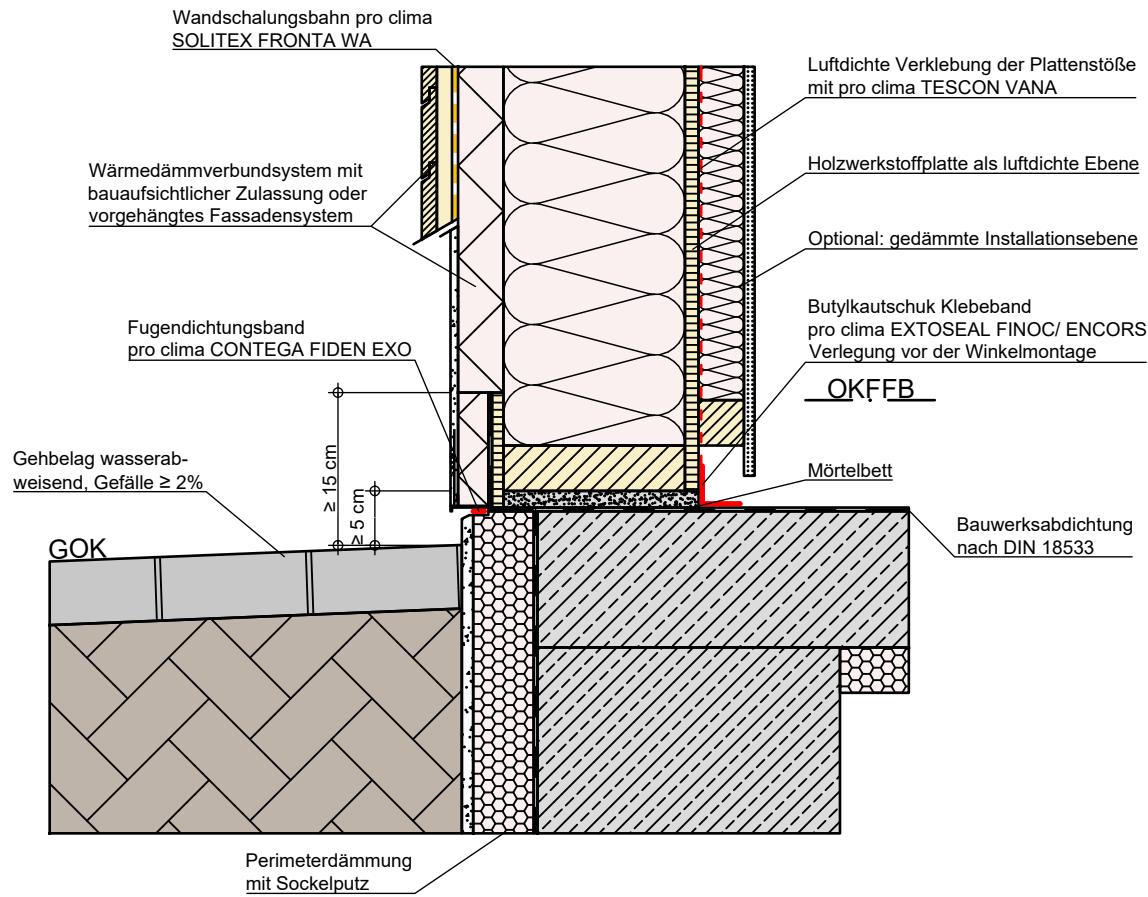 Wandschalungsbahn pro clima
SOLITEX FRONTA WA
Luftdichte Verklebung der Plattenstöße
mit pro clima TESCON VANA
Wärmedämmverbundsystem mit
bauaufsichtlicher Zulassung oder
vorgehängtes Fassadensystem
Holzwerkstoffplatte als luftdichte Ebene
Optional: gedämmte Installationsebene
Fugendichtungsband
pro clima CONTEGA FIDEN EXO
Butylkautschuk Klebeband
pro clima EXTOSEAL FINOC/ ENCORS
Verlegung vor der Winkelmontage
OKFFB
Gehbelag wasserab-
weisend, Gefälle ≥ 2%
≥ 15 cm
≥ 5 cm
Mörtelbett
GOK
Bauwerksabdichtung
nach DIN 18533
Perimeterdämmung
mit Sockelputz